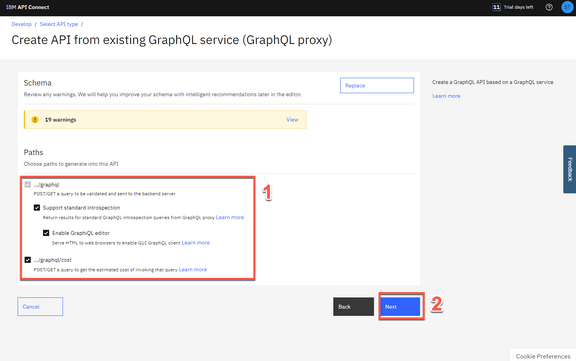 IBM API Connect
11 Trial days left
Develop / Select API type /
Create API from existing GraphQL service (GraphQL proxy)
Schema
Review any warnings. We will help you improve your schema with intelligent recommendations later in the editor.
Replace
19 warnings
View
Paths
Choose paths to generate into this API
.../graphql
POST/GET a query to be validated and sent to the backend server
Support standard introspection
Return results for standard GraphQL introspection queries from GraphQL proxy Learn more
Enable GraphiQL editor
Serve HTML to web browsers to enable GUI GraphQL client Learn more
.../graphql/cost
POST/GET a query to get the estimated cost of invoking that query Learn more
1
Cancel
Back
Next
2
Create a GraphQL API based on a GraphQL service
Learn more
Feedback
Cookie Preferences